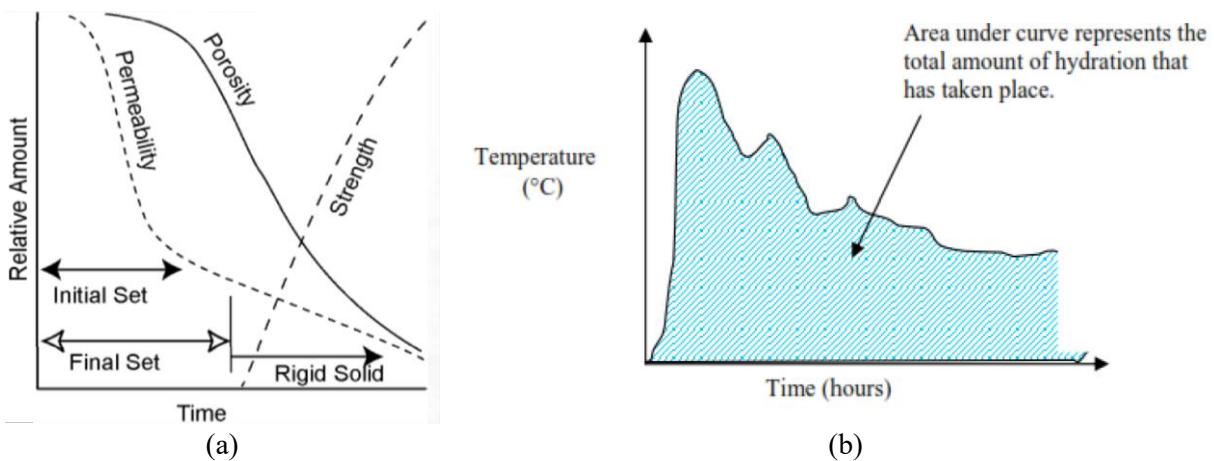 Relative Amount
Permeability
Porosity
Strength
Initial Set
Final Set
Rigid Solid
Time
(a)
Area under curve represents the
total amount of hydration that
has taken place.
Temperature
(°C)
Time (hours)
(b)